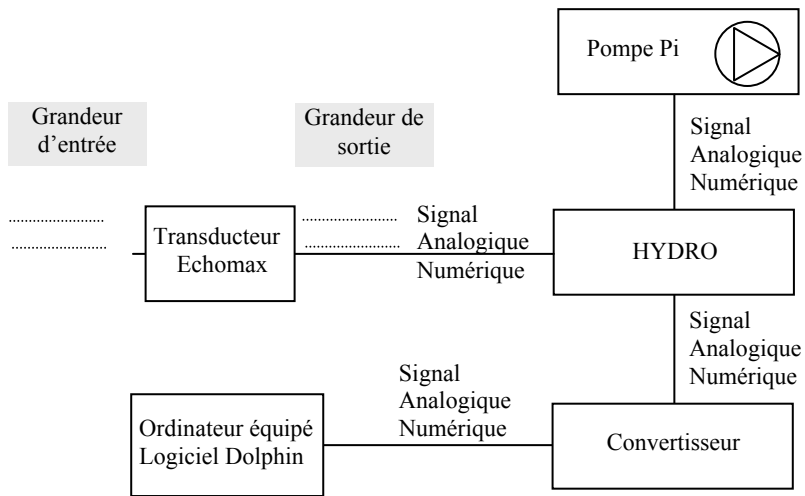 Pompe Pi
Grandeur
d'entrée
Grandeur de
sortie
Signal
Analogique
Numérique
....................
....................
Transducteur
Echomax
....................
....................
Signal
Analogique
Numérique
HYDRO
Signal
Analogique
Numérique
Ordinateur équipé
Logiciel Dolphin
Signal
Analogique
Numérique
Convertisseur